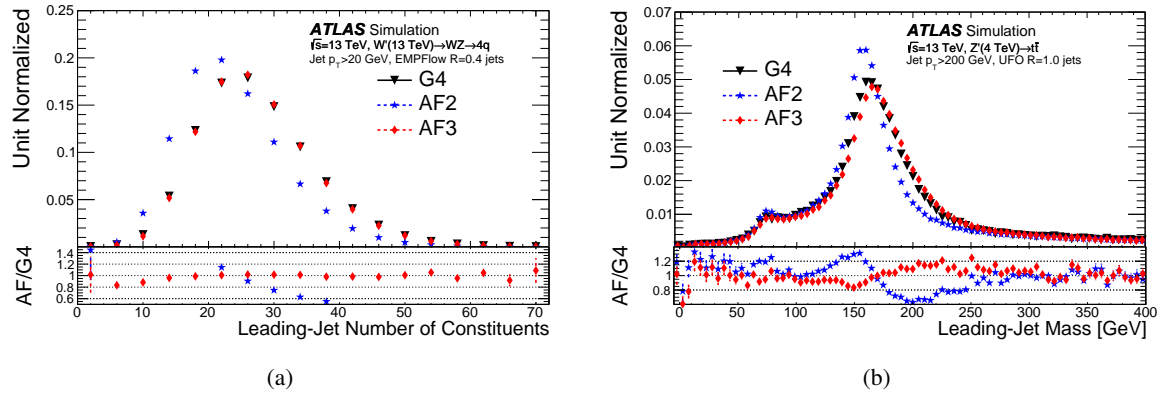 ATLAS Simulation
√s=13 TeV, W'(13 TeV)→WZ→4q
Jet p_T>20 GeV, EMPFlow R=0.4 jets
G4
AF2
AF3
Unit Normalized
0.2
0.15
0.1
0.05
AF/G4
1.4
1.2
1
0.8
0.6
0 10 20 30 40 50 60 70
Leading-Jet Number of Constituents
(a)
ATLAS Simulation
√s=13 TeV, Z'(4 TeV)→tt̄
Jet p_T>200 GeV, UFO R=1.0 jets
G4
AF2
AF3
Unit Normalized
0.07
0.06
0.05
0.04
0.03
0.02
0.01
AF/G4
1.2
1
0.8
0 50 100 150 200 250 300 350 400
Leading-Jet Mass [GeV]
(b)